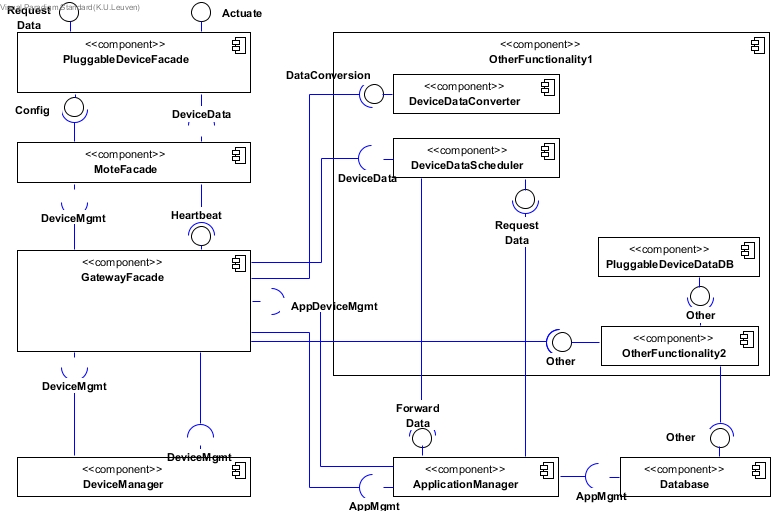 Visual Paradigm Standard(K.U.Leuven)
Request
Data
Actuate
<<component>>
PluggableDeviceFacade
<<component>>
OtherFunctionality1
DataConversion
<<component>>
DeviceDataConverter
Config
DeviceData
<<component>>
MoteFacade
<<component>>
DeviceDataScheduler
DeviceData
DeviceMgmt
Heartbeat
Request
Data
<<component>>
GatewayFacade
<<component>>
PluggableDeviceDataDB
AppDeviceMgmt
Other
<<component>>
OtherFunctionality2
Other
DeviceMgmt
Forward
Data
Other
DeviceMgmt
<<component>>
DeviceManager
<<component>>
ApplicationManager
<<component>>
Database
AppMgmt
AppMgmt